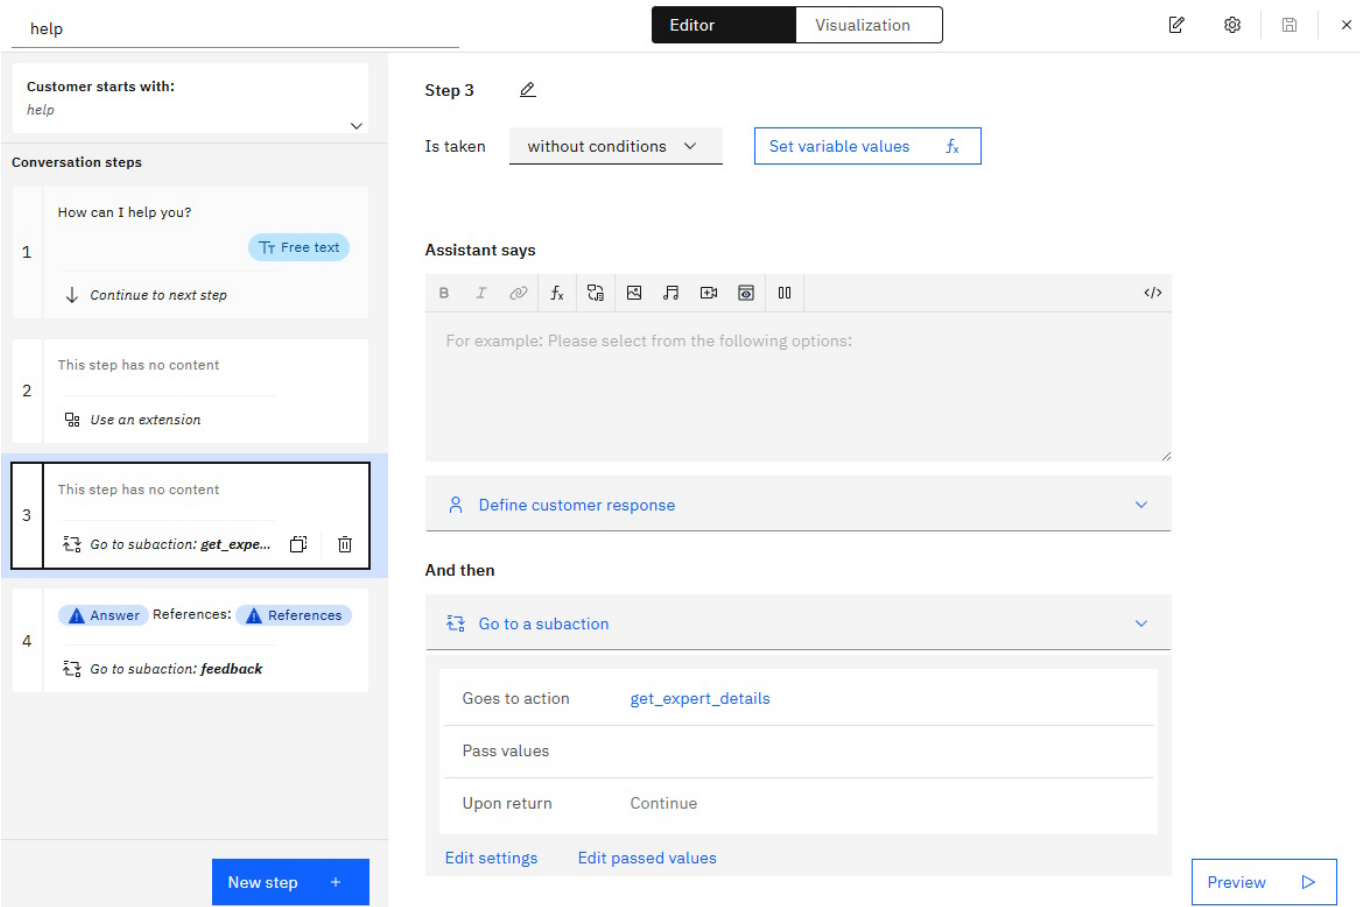 help
Editor
Visualization
Customer starts with:
help
Conversation steps
1
How can I help you?
Free text
Continue to next step
2
This step has no content
Use an extension
3
This step has no content
Go to subaction: get_expe...
4
Answer References: References
Go to subaction: feedback
New step +
Step 3
Is taken
without conditions
Set variable values fx
Assistant says
B I fx </>
For example: Please select from the following options:
Define customer response
And then
Go to a subaction
Goes to action get_expert_details
Pass values
Upon return Continue
Edit settings Edit passed values
Preview